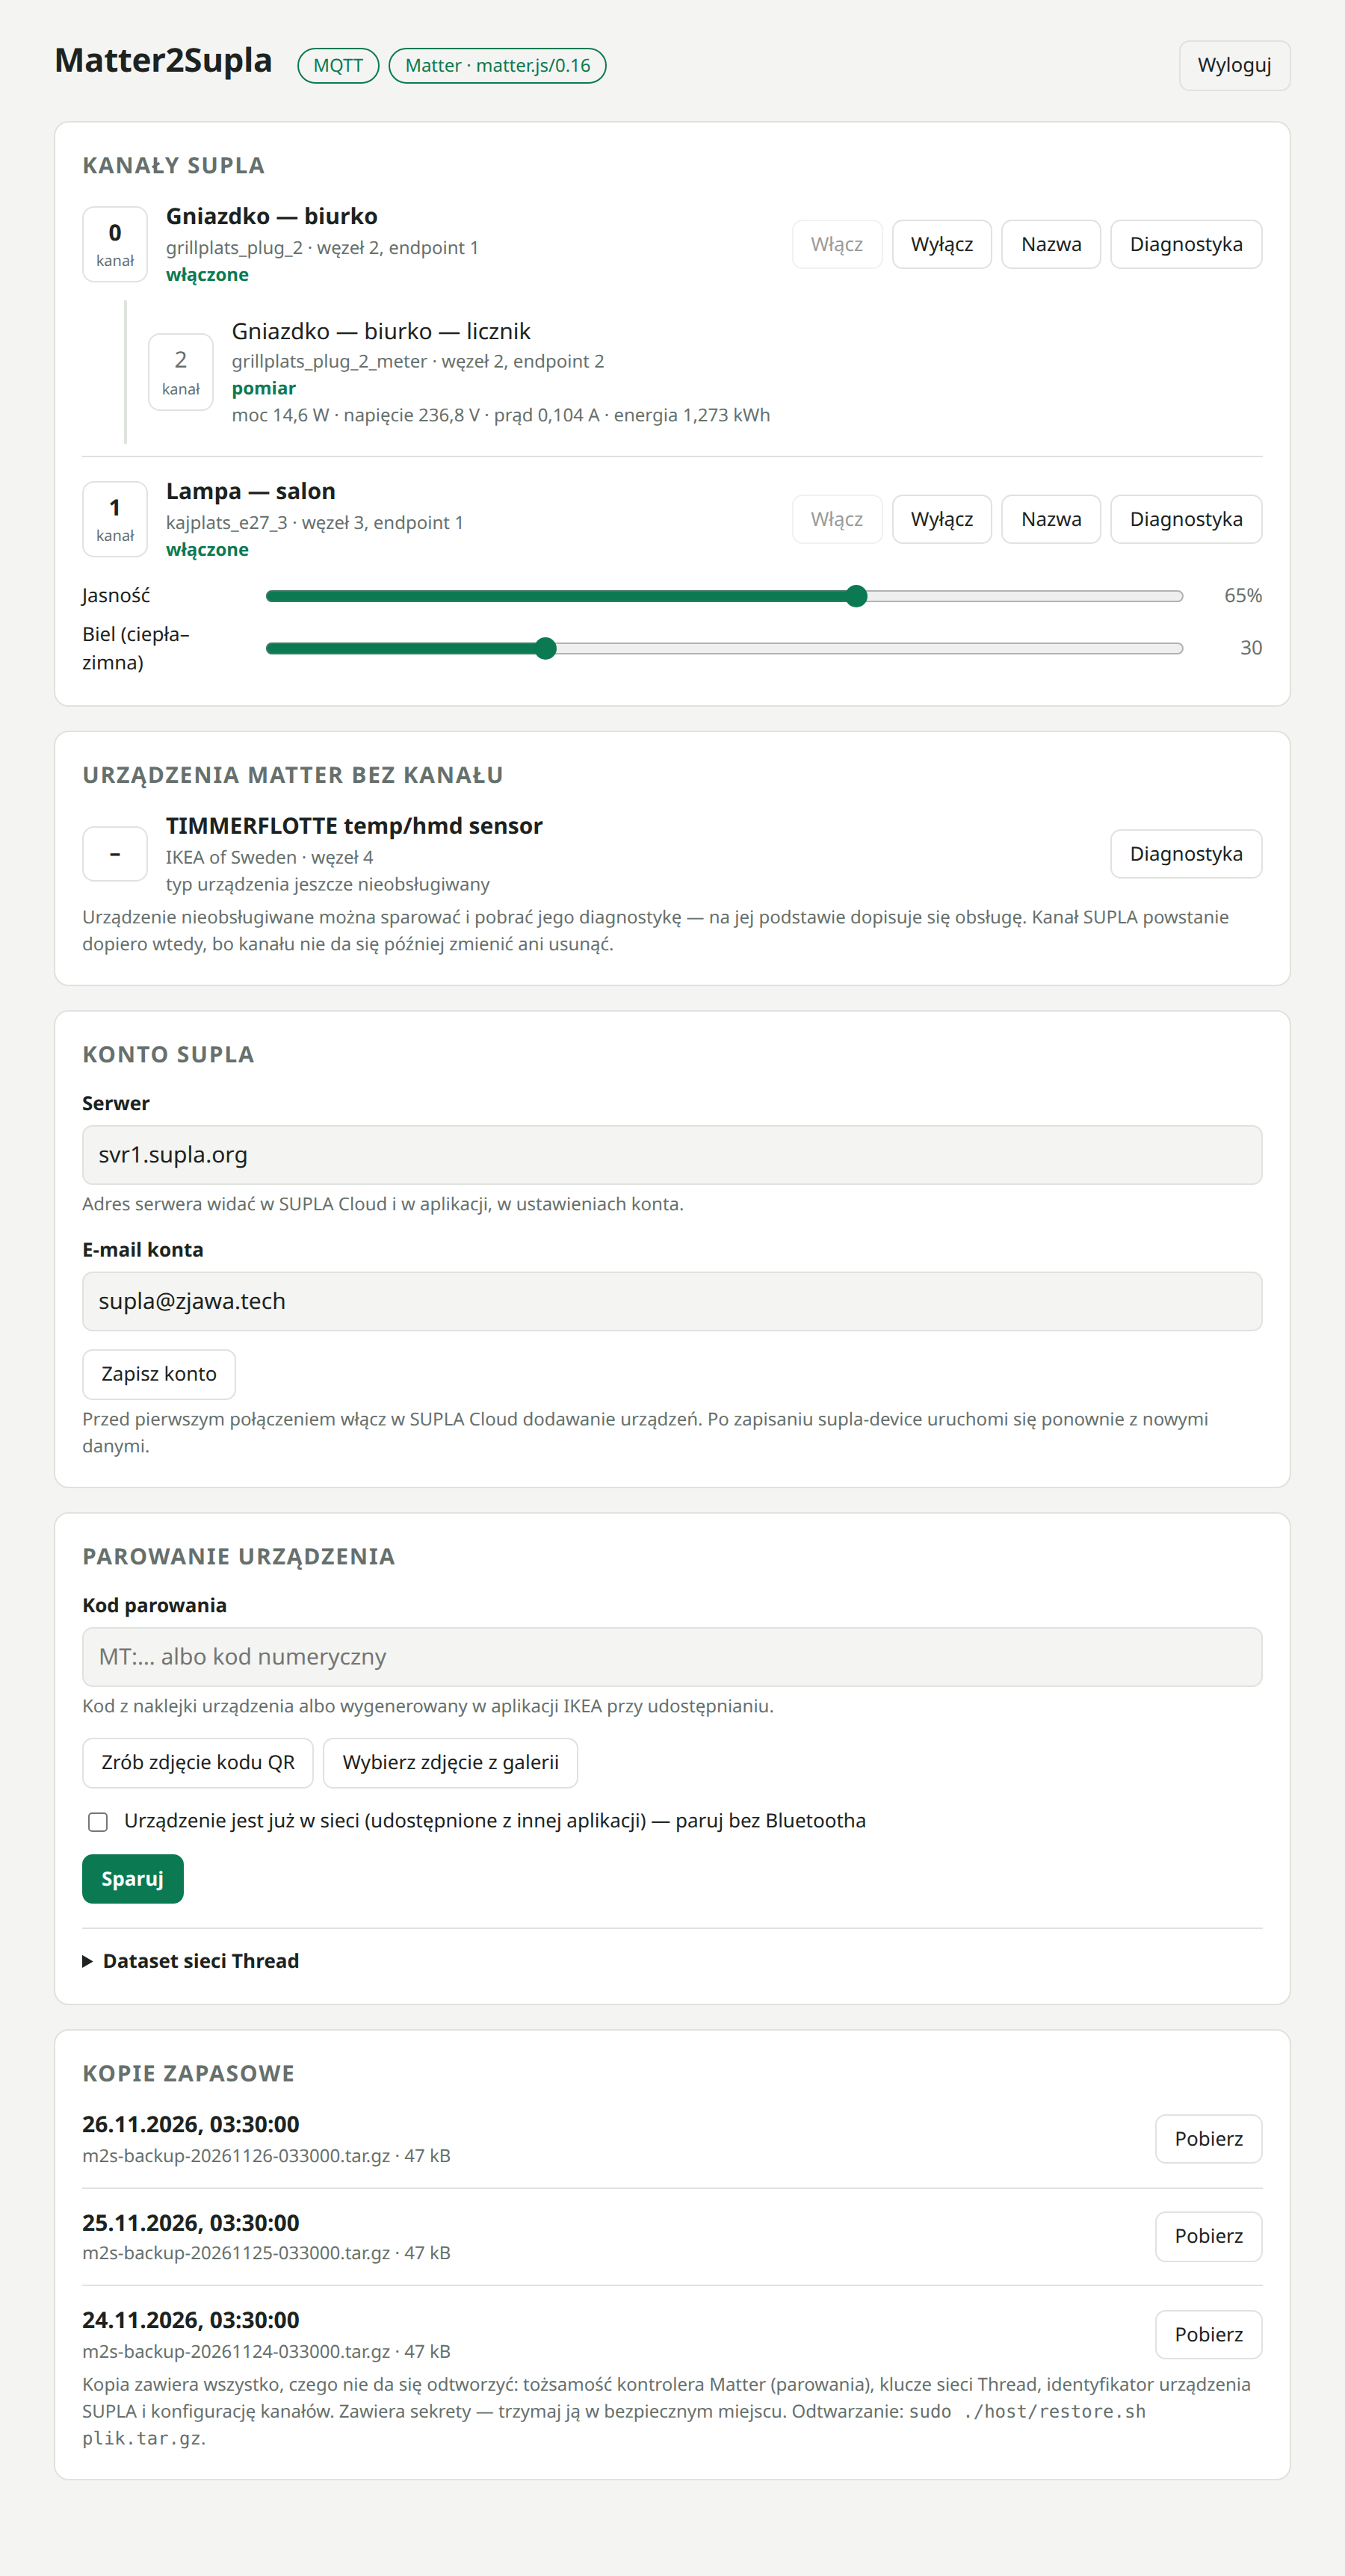 Matter2Supla
MQTT
Matter · matter.js/0.16
Wyloguj
KANAŁY SUPLA
0
kanał
Gniazdko — biurko
grillplats_plug_2 · węzeł 2, endpoint 1
włączone
Włącz
Wyłącz
Nazwa
Diagnostyka
2
kanał
Gniazdko — biurko — licznik
grillplats_plug_2_meter · węzeł 2, endpoint 2
pomiar
moc 14,6 W · napięcie 236,8 V · prąd 0,104 A · energia 1,273 kWh
1
kanał
Lampa — salon
kajplats_e27_3 · węzeł 3, endpoint 1
włączone
Włącz
Wyłącz
Nazwa
Diagnostyka
Jasność
65%
Biel (ciepła–
zimna)
30
URZĄDZENIA MATTER BEZ KANAŁU
–
TIMMERFLOTTE temp/hmd sensor
IKEA of Sweden · węzeł 4
typ urządzenia jeszcze nieobsługiwany
Diagnostyka
Urządzenie nieobsługiwane można sparować i pobrać jego diagnostykę — na jej podstawie dopisuje się obsługę. Kanał SUPLA powstanie
dopiero wtedy, bo kanału nie da się później zmienić ani usunąć.
KONTO SUPLA
Serwer
svr1.supla.org
Adres serwera widać w SUPLA Cloud i w aplikacji, w ustawieniach konta.
E-mail konta
supla@zjawa.tech
Zapisz konto
Przed pierwszym połączeniem włącz w SUPLA Cloud dodawanie urządzeń. Po zapisaniu supla-device uruchomi się ponownie z nowymi
danymi.
PAROWANIE URZĄDZENIA
Kod parowania
MT:... albo kod numeryczny
Kod z naklejki urządzenia albo wygenerowany w aplikacji IKEA przy udostępnianiu.
Zrób zdjęcie kodu QR
Wybierz zdjęcie z galerii
Urządzenie jest już w sieci (udostępnione z innej aplikacji) — paruj bez Bluetootha
Sparuj
Dataset sieci Thread
KOPIE ZAPASOWE
26.11.2026, 03:30:00
m2s-backup-20261126-033000.tar.gz · 47 kB
Pobierz
25.11.2026, 03:30:00
m2s-backup-20261125-033000.tar.gz · 47 kB
Pobierz
24.11.2026, 03:30:00
m2s-backup-20261124-033000.tar.gz · 47 kB
Pobierz
Kopia zawiera wszystko, czego nie da się odtworzyć: tożsamość kontrolera Matter (parowania), klucze sieci Thread, identyfikator urządzenia
SUPLA i konfigurację kanałów. Zawiera sekrety — trzymaj ją w bezpiecznym miejscu. Odtwarzanie: sudo ./host/restore.sh
plik.tar.gz.